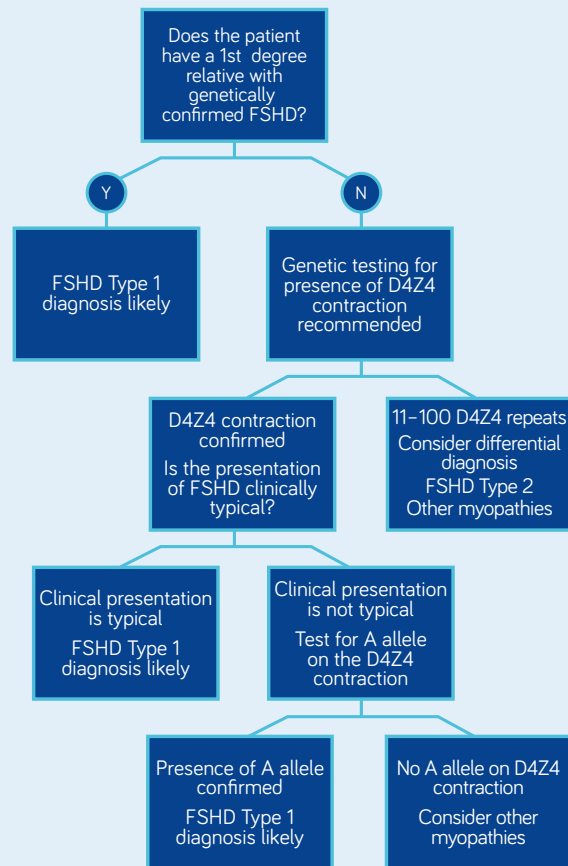 Does the patient
have a 1st degree
relative with
genetically
confirmed FSHD?
Y
N
FSHD Type 1
diagnosis likely
Genetic testing for
presence of D4Z4
contraction
recommended
D4Z4 contraction
confirmed
Is the presentation
of FSHD clinically
typical?
11–100 D4Z4 repeats
Consider differential
diagnosis
FSHD Type 2
Other myopathies
Clinical presentation
is typical
FSHD Type 1
diagnosis likely
Clinical presentation
is not typical
Test for A allele
on the D4Z4
contraction
Presence of A allele
confirmed
FSHD Type 1
diagnosis likely
No A allele on D4Z4
contraction
Consider other
myopathies